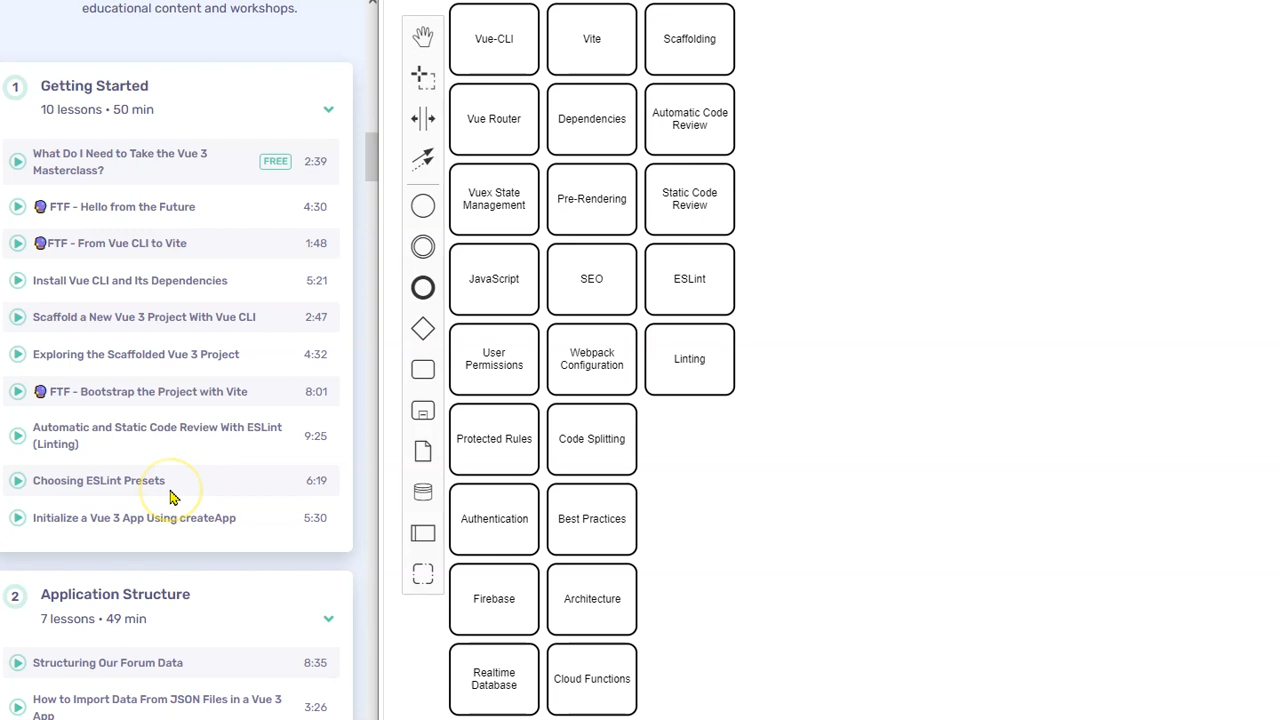 educational content and workshops.
1
Getting Started
10 lessons • 50 min
What Do I Need to Take the Vue 3
Masterclass?
FREE
2:39
FTF - Hello from the Future
4:30
FTF - From Vue CLI to Vite
1:48
Install Vue CLI and Its Dependencies
5:21
Scaffold a New Vue 3 Project With Vue CLI
2:47
Exploring the Scaffolded Vue 3 Project
4:32
FTF - Bootstrap the Project with Vite
8:01
Automatic and Static Code Review With ESLint
(Linting)
9:25
Choosing ESLint Presets
6:19
Initialize a Vue 3 App Using createApp
5:30
2
Application Structure
7 lessons • 49 min
Structuring Our Forum Data
8:35
How to Import Data From JSON Files in a Vue 3
App
3:26
Vue-CLI
Vite
Scaffolding
Vue Router
Dependencies
Automatic Code
Review
Vuex State
Management
Pre-Rendering
Static Code
Review
JavaScript
SEO
ESLint
User
Permissions
Webpack
Configuration
Linting
Protected Rules
Code Splitting
Authentication
Best Practices
Firebase
Architecture
Realtime
Database
Cloud Functions